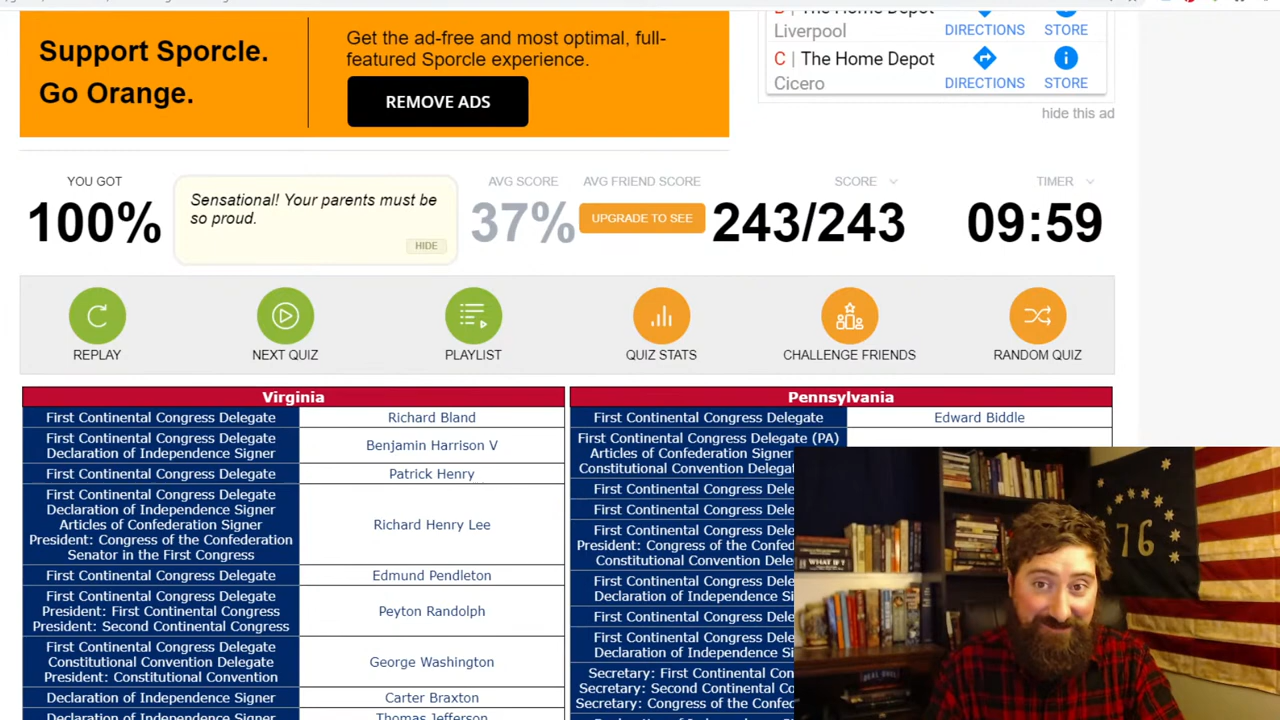 Support Sporcle.
Go Orange.
Get the ad-free and most optimal, full-
featured Sporcle experience.
REMOVE ADS
The Home Depot
Liverpool
DIRECTIONS
STORE
C | The Home Depot
Cicero
DIRECTIONS
STORE
hide this ad
YOU GOT
100%
Sensational! Your parents must be
so proud.
HIDE
AVG SCORE
37%
AVG FRIEND SCORE
UPGRADE TO SEE
SCORE
243/243
TIMER
09:59
REPLAY
NEXT QUIZ
PLAYLIST
QUIZ STATS
CHALLENGE FRIENDS
RANDOM QUIZ
Virginia
First Continental Congress Delegate
Richard Bland
First Continental Congress Delegate
Declaration of Independence Signer
Benjamin Harrison V
First Continental Congress Delegate
Patrick Henry
First Continental Congress Delegate
Declaration of Independence Signer
Articles of Confederation Signer
President: Congress of the Confederation
Senator in the First Congress
Richard Henry Lee
First Continental Congress Delegate
Edmund Pendleton
First Continental Congress Delegate
President: First Continental Congress
President: Second Continental Congress
Peyton Randolph
First Continental Congress Delegate
Constitutional Convention Delegate
President: Constitutional Convention
George Washington
Declaration of Independence Signer
Carter Braxton
Declaration of Independence Signer
Thomas Jefferson
Pennsylvania
First Continental Congress Delegate
Edward Biddle
First Continental Congress Delegate (PA)
Articles of Confederation Signer
Constitutional Convention Delegat
First Continental Congress Dele
First Continental Congress Dele
First Continental Congress Dele
President: Congress of the Confed
Constitutional Convention Dele
First Continental Congress Dele
Declaration of Independence Si
First Continental Congress Dele
First Continental Congress Dele
Declaration of Independence Si
Secretary: First Continental Con
Secretary: Second Continental Co
Secretary: Congress of the Confed
WHAT IF?
76